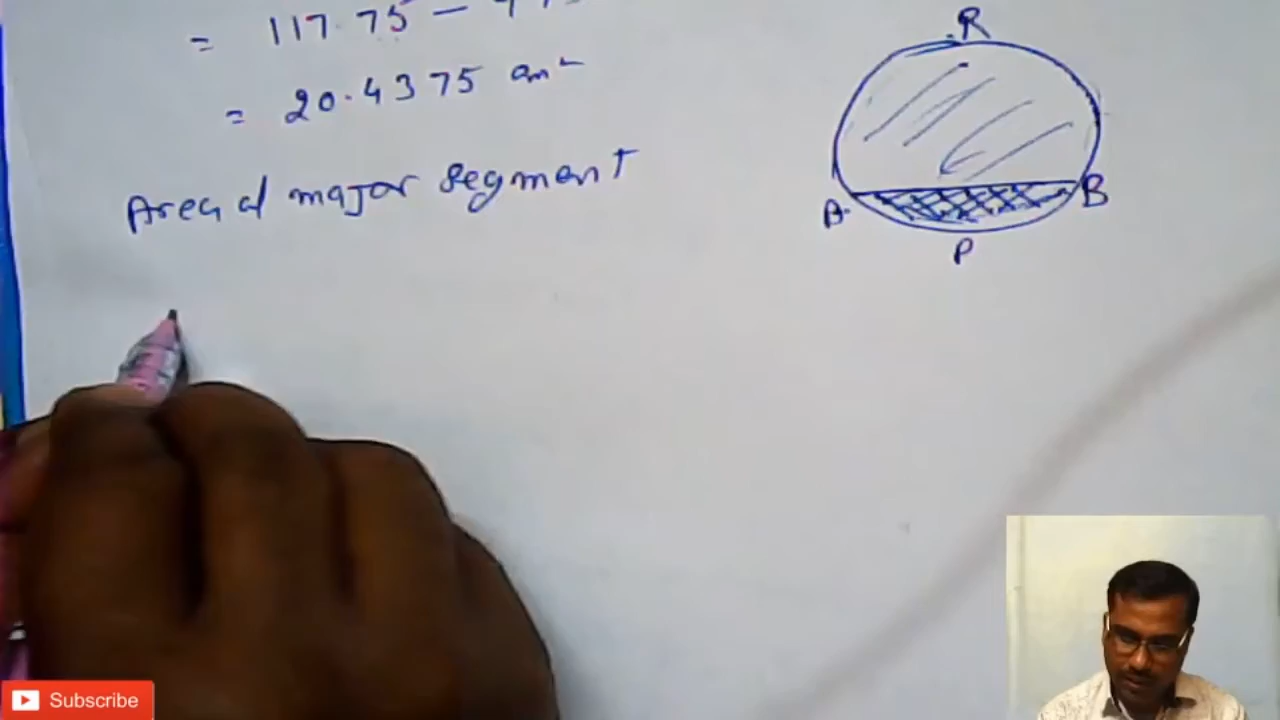 = 117.75 -
= 20.4375 cm²
Area of major segment
R
A
B
P
Subscribe